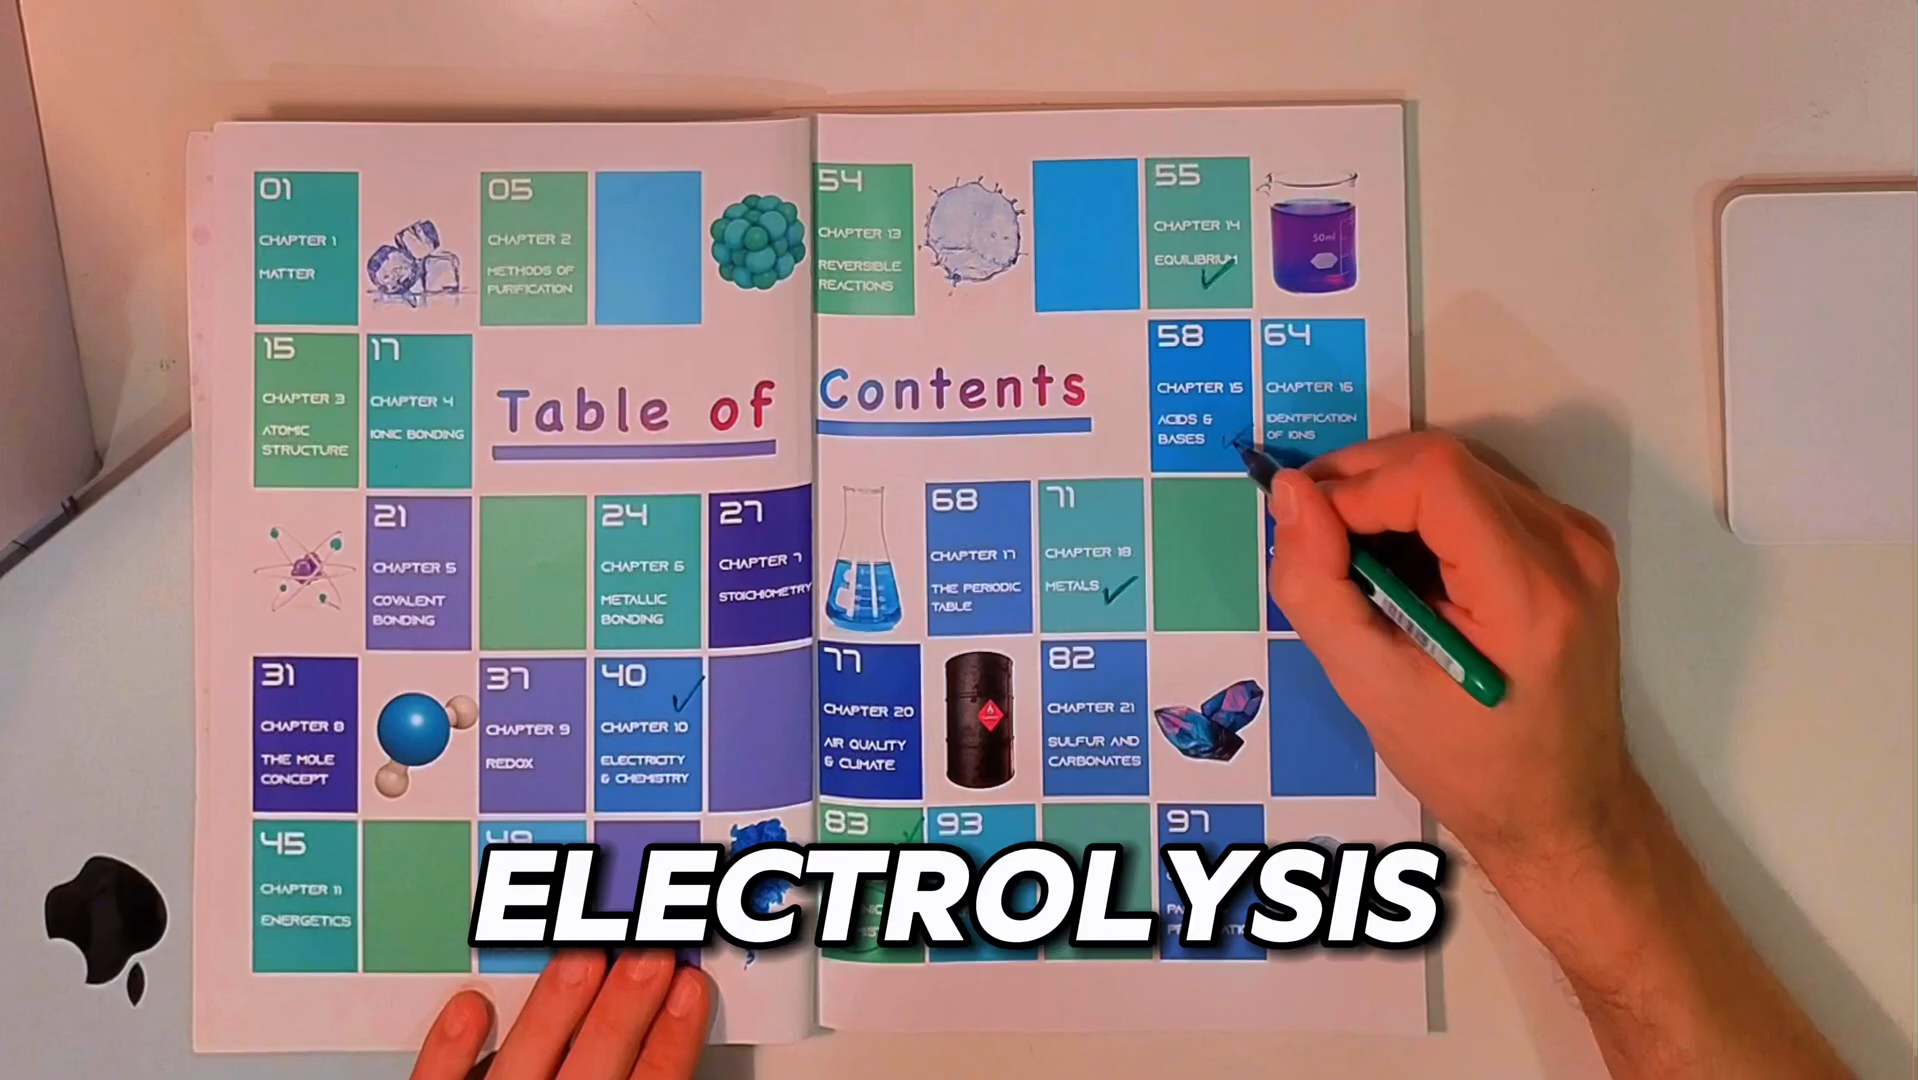 01
CHAPTER 1
MATTER
05
CHAPTER 2
METHODS OF
PURIFICATION
54
CHAPTER 13
REVERSIBLE
REACTIONS
55
CHAPTER 14
EQUILIBRIUM
50ml
15
CHAPTER 3
ATOMIC
STRUCTURE
17
CHAPTER 4
IONIC BONDING
Table of Contents
58
CHAPTER 15
ACIDS &
BASES
64
CHAPTER 16
IDENTIFICATION
OF IONS
21
CHAPTER 5
COVALENT
BONDING
24
CHAPTER 6
METALLIC
BONDING
27
CHAPTER 7
STOICHIOMETRY
68
CHAPTER 17
THE PERIODIC
TABLE
71
CHAPTER 18
METALS
31
CHAPTER 8
THE MOLE
CONCEPT
37
CHAPTER 9
REDOX
40
CHAPTER 10
ELECTRICITY
& CHEMISTRY
77
CHAPTER 20
AIR QUALITY
& CLIMATE
82
CHAPTER 21
SULFUR AND
CARBONATES
45
CHAPTER 11
ENERGETICS
49
83
93
97
ELECTROLYSIS